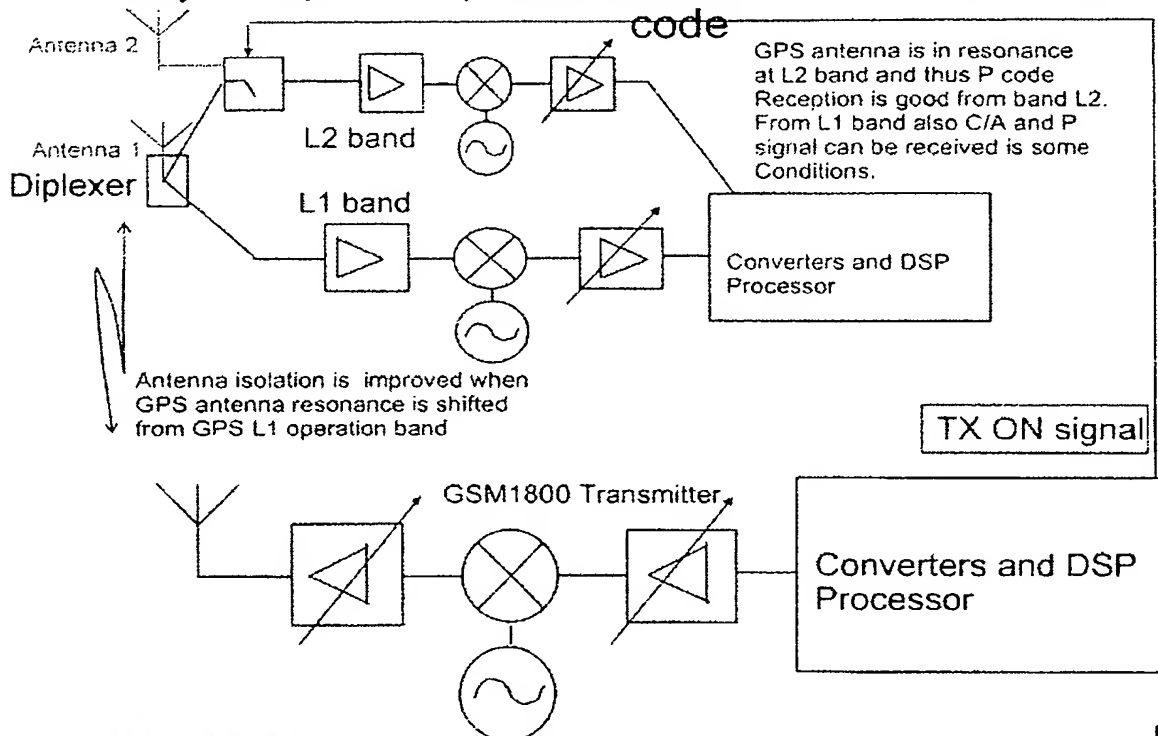 code
Antenna 2
GPS antenna is in resonance
at L2 band and thus P code
Reception is good from band L2.
From L1 band also C/A and P
signal can be received is some
Conditions.
L2 band
Antenna 1
Diplexer
L1 band
Converters and DSP
Processor
Antenna isolation is improved when
GPS antenna resonance is shifted
from GPS L1 operation band
TX ON signal
GSM1800 Transmitter
Converters and DSP
Processor